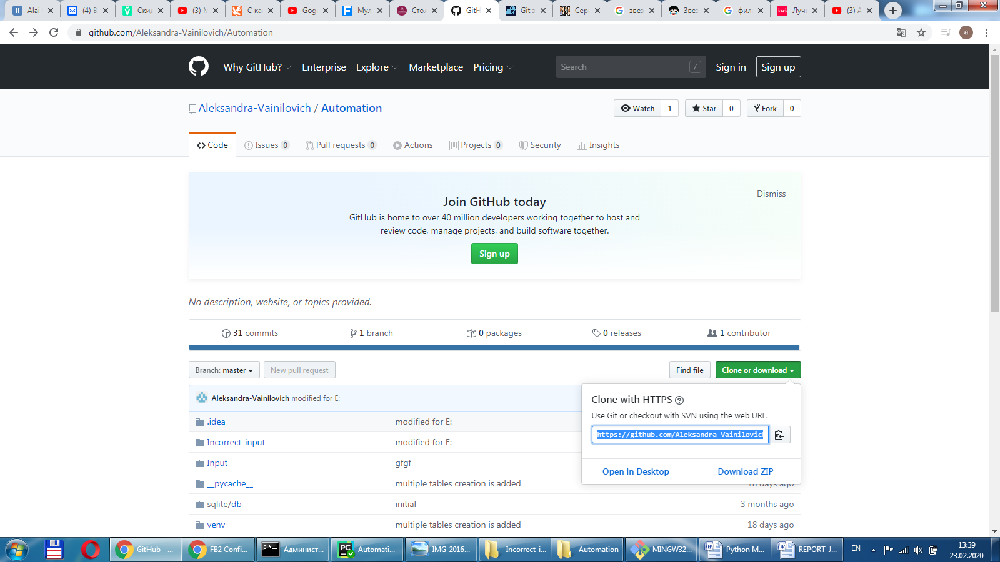 Alai
(4) В
Скид
(3) М
С ка
Gog
Мул
Стол
GitH
Git з
Сери
звез
Звез
фил
Лучш
(3) А
github.com/Aleksandra-Vainilovich/Automation
a
Why GitHub? Enterprise Explore Marketplace Pricing Search / Sign in Sign up
Aleksandra-Vainilovich / Automation
Watch 1 Star 0 Fork 0
Code Issues 0 Pull requests 0 Actions Projects 0 Security Insights
Dismiss
Join GitHub today
GitHub is home to over 40 million developers working together to host and
review code, manage projects, and build software together.
Sign up
No description, website, or topics provided.
31 commits 1 branch 0 packages 0 releases 1 contributor
Branch: master New pull request Find file Clone or download
Aleksandra-Vainilovich modified for E:
Clone with HTTPS
Use Git or checkout with SVN using the web URL.
https://github.com/Aleksandra-Vainilovic
Open in Desktop Download ZIP
.idea modified for E:
Incorrect_input modified for E:
Input gfgf
__pycache__ multiple tables creation is added 18 days ago
sqlite/db initial 3 months ago
venv multiple tables creation is added 18 days ago
GitHub - ... FB2 Confi... Админист... Automati... IMG_2016... Incorrect_i... Automation MINGW32... Python M... REPORT_J... EN
13:39
23.02.2020